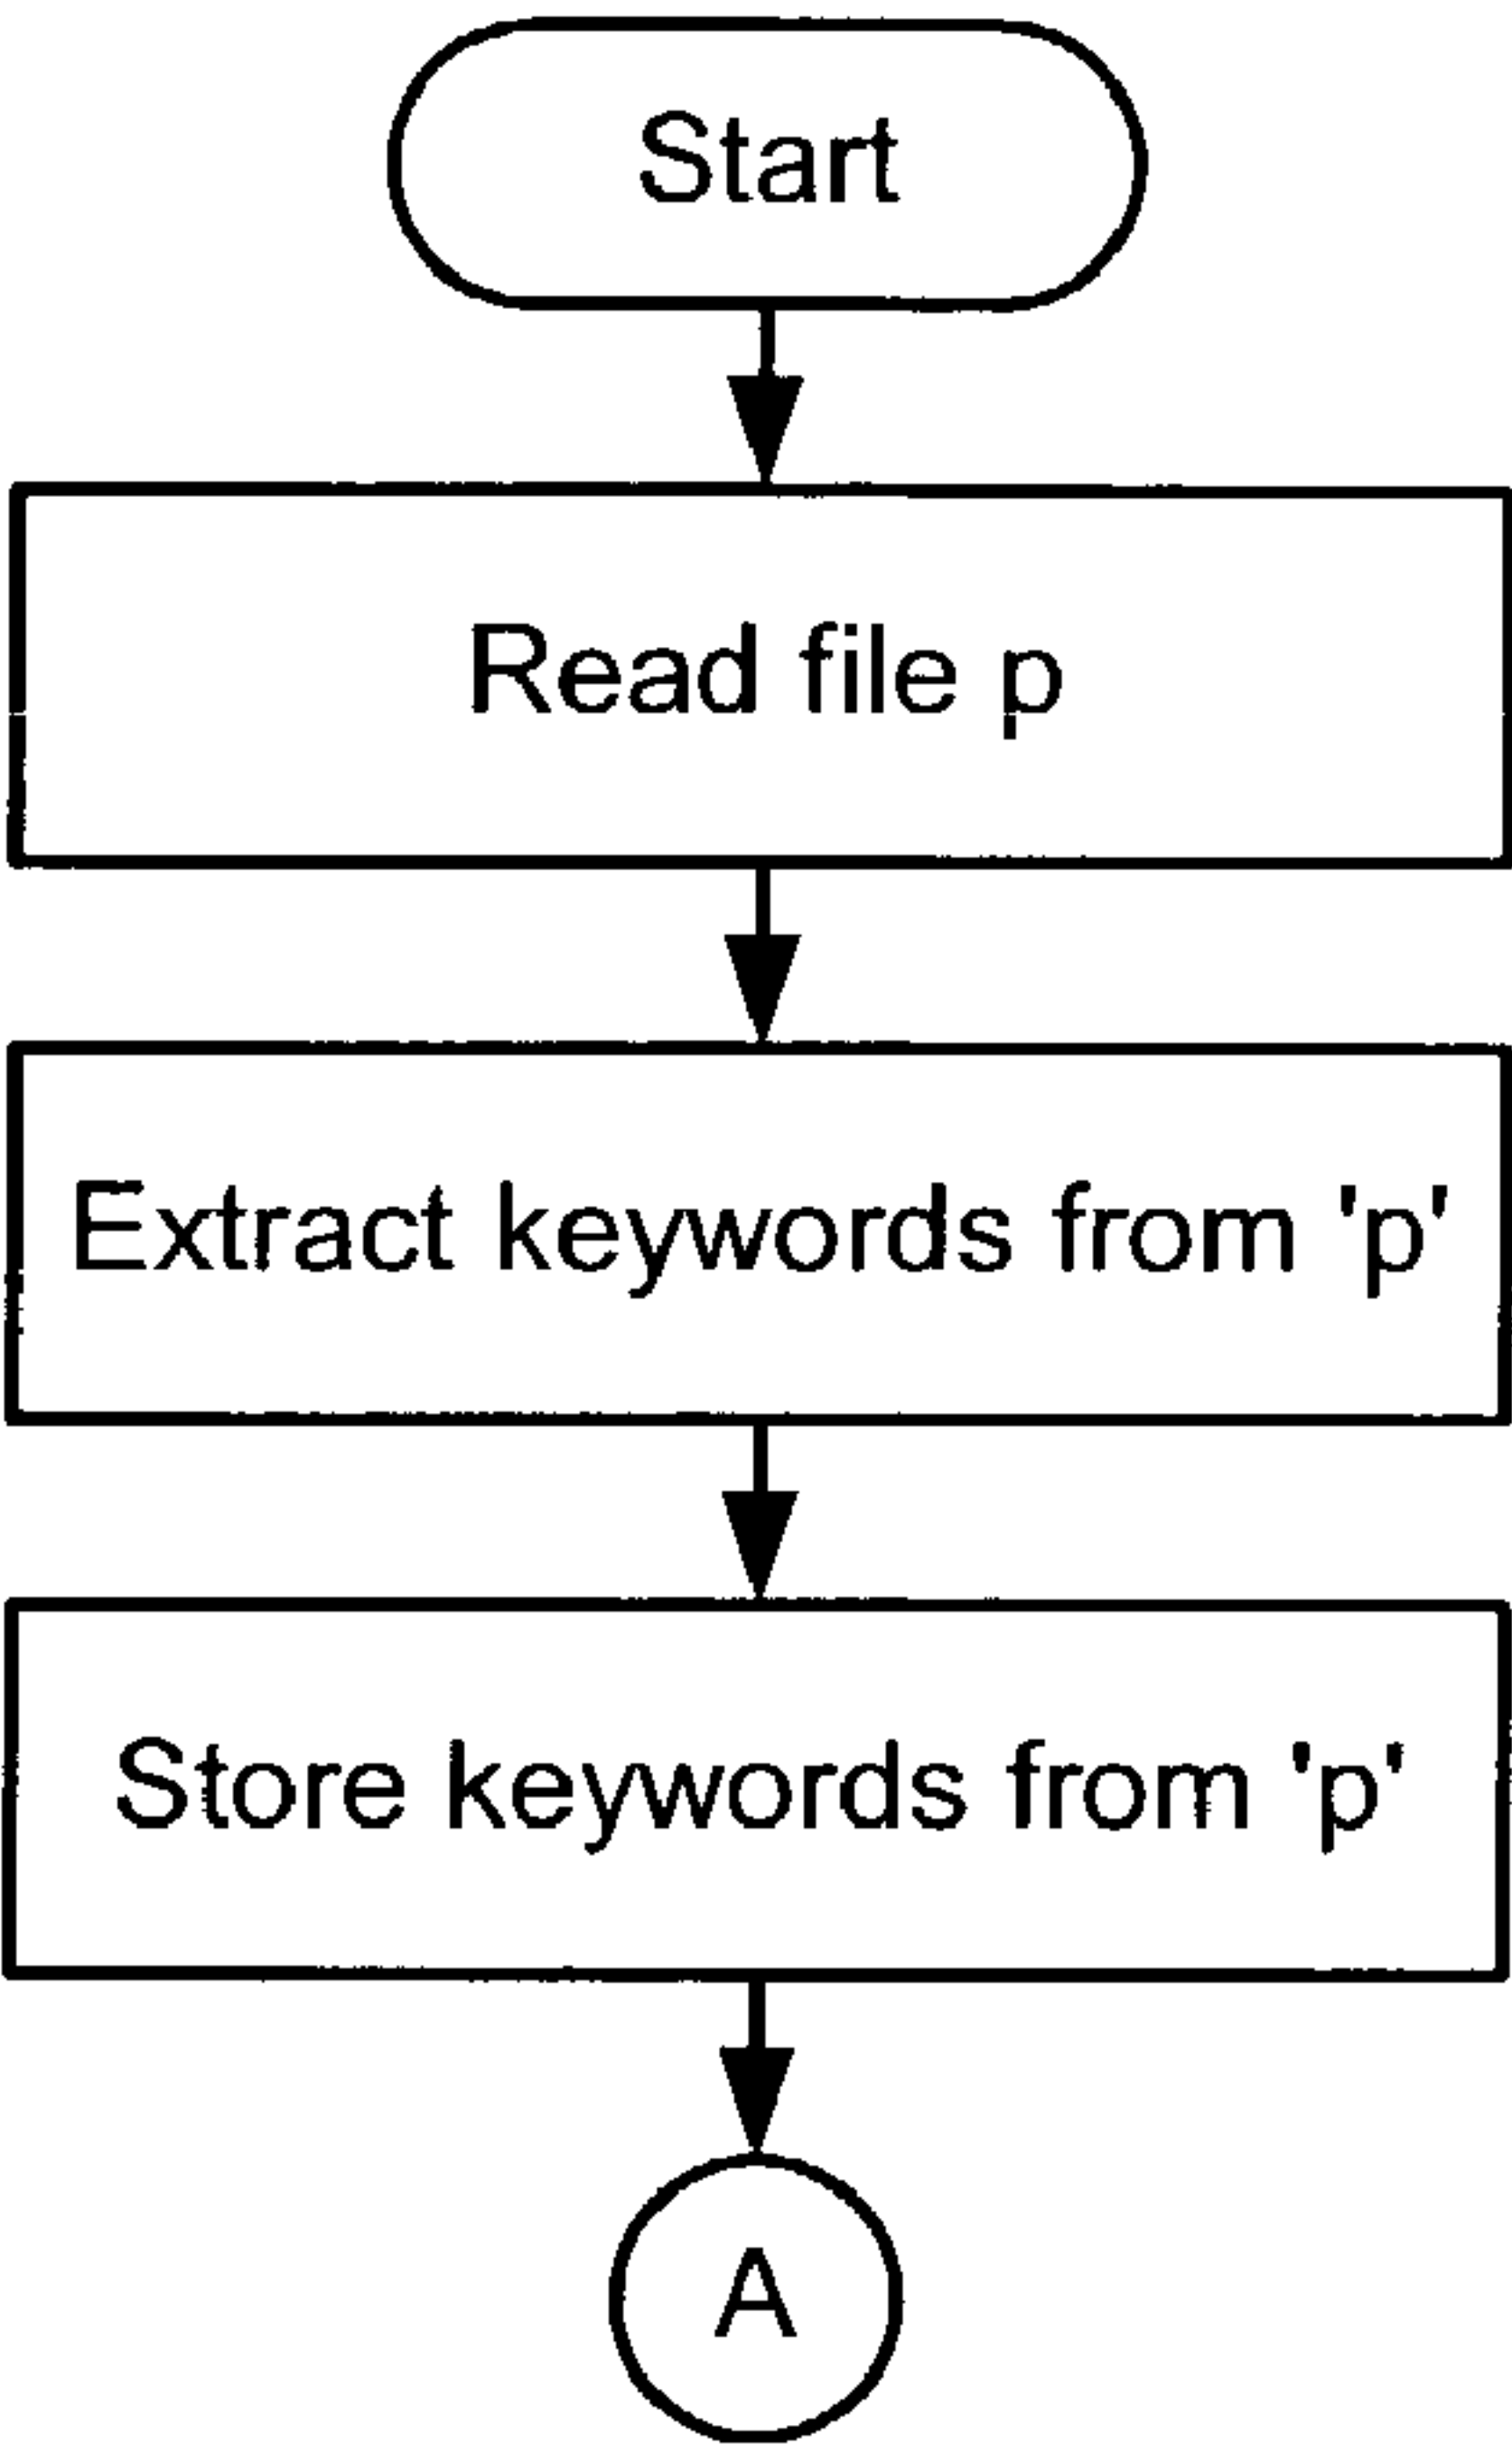 Start
Read file p
Extract keywords from 'p'
Store keywords from 'p'
A